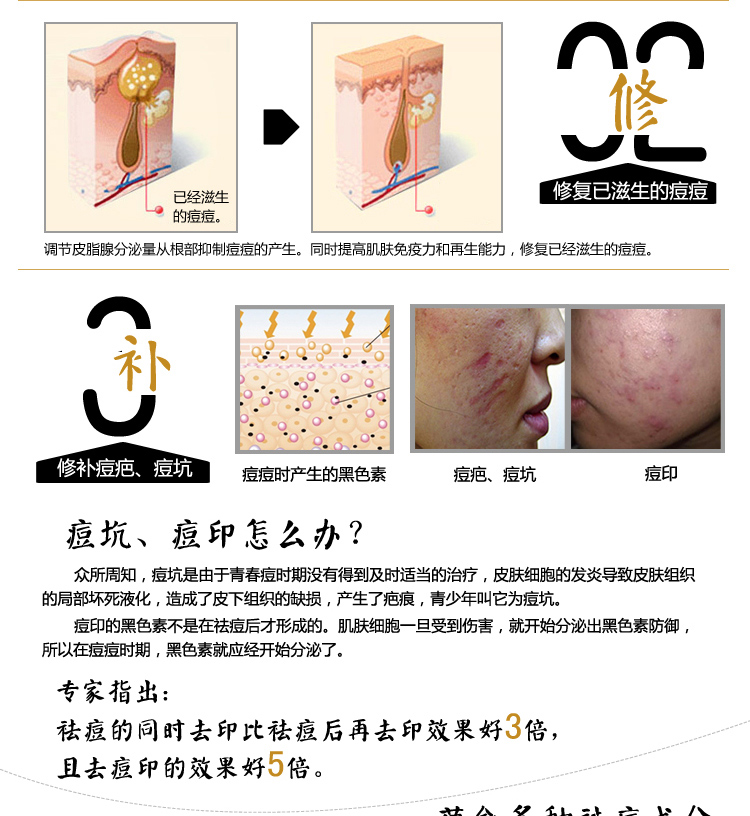 02
修
修复已滋生的痘痘
已经滋生
的痘痘。
调节皮脂腺分泌量从根部抑制痘痘的产生。同时提高肌肤免疫力和再生能力，修复已经滋生的痘痘。
补
修补痘疤、痘坑
痘痘时产生的黑色素
痘疤、痘坑
痘印
痘坑、痘印怎么办？
众所周知，痘坑是由于青春痘时期没有得到及时适当的治疗，皮肤细胞的发炎导致皮肤组织
的局部坏死液化，造成了皮下组织的缺损，产生了疤痕，青少年叫它为痘坑。
痘印的黑色素不是在祛痘后才形成的。肌肤细胞一旦受到伤害，就开始分泌出黑色素防御，
所以在痘痘时期，黑色素就应经开始分泌了。
专家指出：
祛痘的同时去印比祛痘后再去印效果好3倍，
且去痘印的效果好5倍。